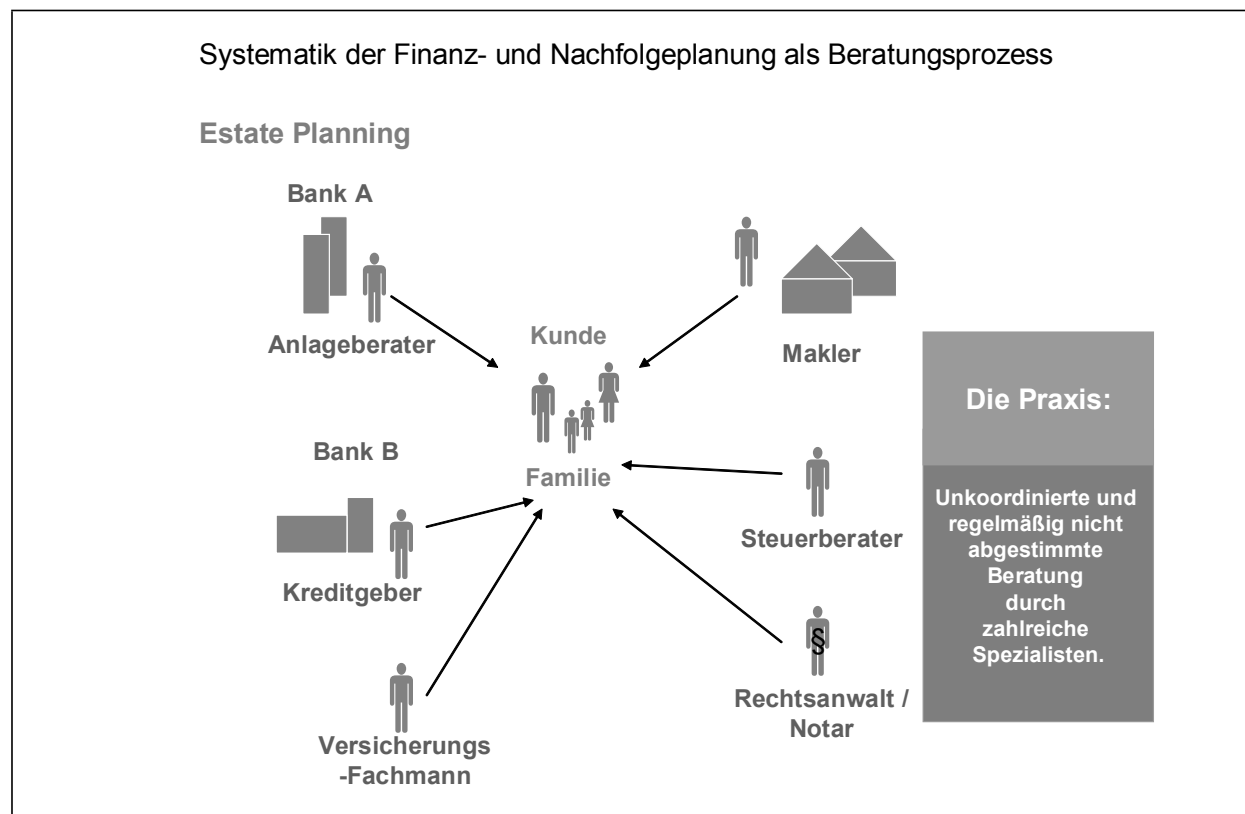 Systematik der Finanz- und Nachfolgeplanung als Beratungsprozess
Estate Planning
Bank A
Anlageberater
Kunde
Makler
Familie
Bank B
Kreditgeber
Steuerberater
Versicherungs
-Fachmann
§
Rechtsanwalt /
Notar
Die Praxis:
Unkoordinierte und
regelmäßig nicht
abgestimmte
Beratung
durch
zahlreiche
Spezialisten.